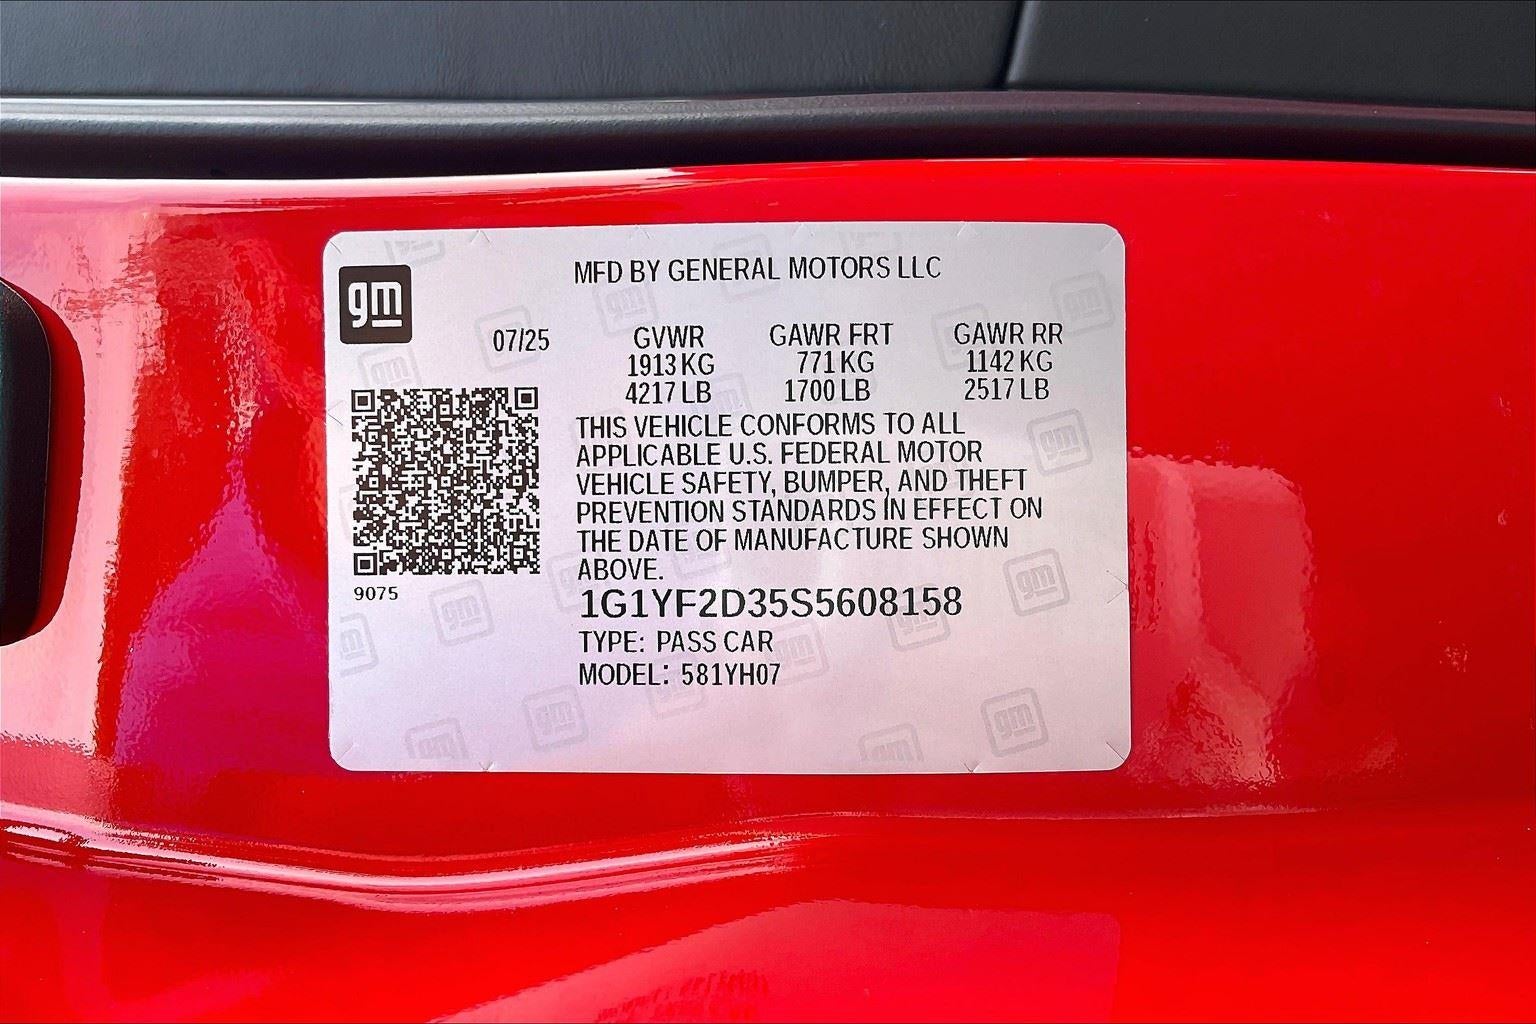 gm
MFD BY GENERAL MOTORS LLC
07/25 GVWR GAWR FRT GAWR RR
1913 KG 771 KG 1142 KG
4217 LB 1700 LB 2517 LB
THIS VEHICLE CONFORMS TO ALL
APPLICABLE U.S. FEDERAL MOTOR
VEHICLE SAFETY, BUMPER, AND THEFT
PREVENTION STANDARDS IN EFFECT ON
THE DATE OF MANUFACTURE SHOWN
ABOVE.
9075
1G1YF2D35S5608158
TYPE: PASS CAR
MODEL: 581YH07